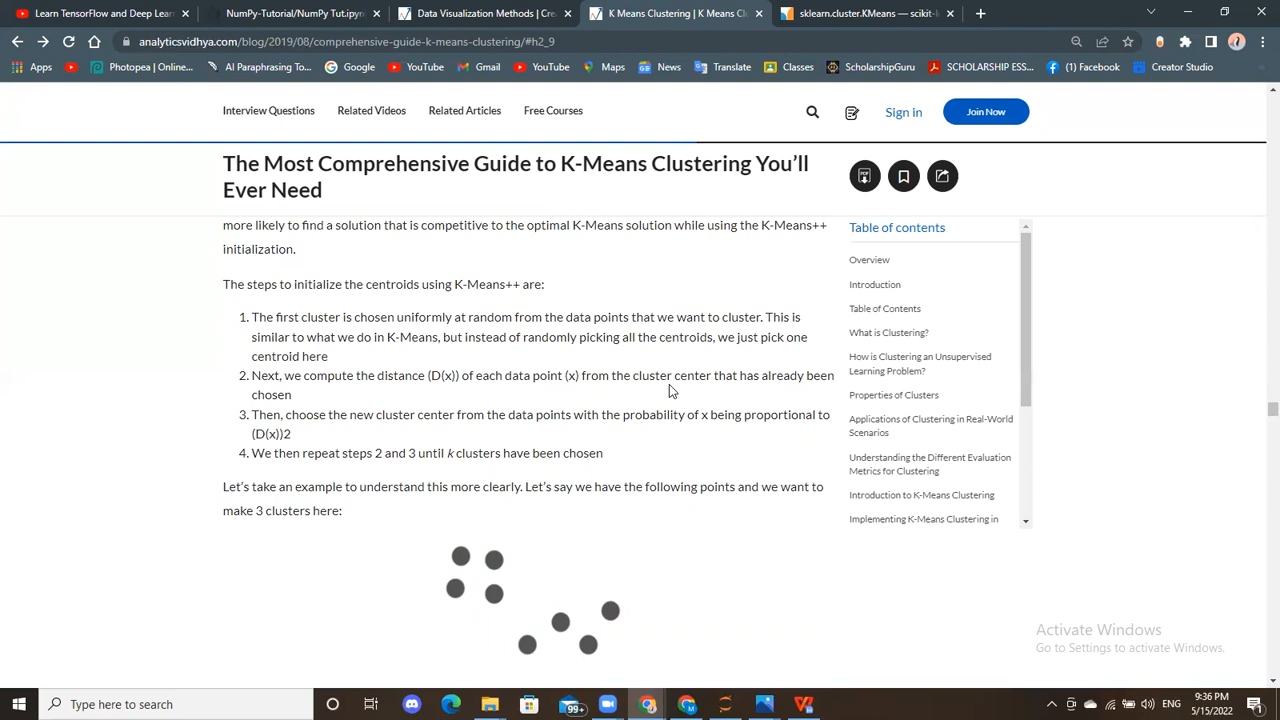 Learn TensorFlow and Deep Lear
NumPy-Tutorial/NumPy Tut.ipynb
Data Visualization Methods | Cre
K-Means Clustering | K Means Cl
sklearn.cluster.KMeans — scikit-l
analyticsvidhya.com/blog/2019/08/comprehensive-guide-k-means-clustering/#h2_9
Apps
Photopea | Online...
AI Paraphrasing To...
Google
YouTube
Gmail
YouTube
Maps
News
Translate
Classes
ScholarshipGuru
SCHOLARSHIP ESS...
(1) Facebook
Creator Studio
Interview Questions
Related Videos
Related Articles
Free Courses
Sign in
Join Now
The Most Comprehensive Guide to K-Means Clustering You’ll
Ever Need
PDF
more likely to find a solution that is competitive to the optimal K-Means solution while using the K-Means++
initialization.
The steps to initialize the centroids using K-Means++ are:
1. The first cluster is chosen uniformly at random from the data points that we want to cluster. This is
similar to what we do in K-Means, but instead of randomly picking all the centroids, we just pick one
centroid here
2. Next, we compute the distance (D(x)) of each data point (x) from the cluster center that has already been
chosen
3. Then, choose the new cluster center from the data points with the probability of x being proportional to
(D(x))2
4. We then repeat steps 2 and 3 until k clusters have been chosen
Let’s take an example to understand this more clearly. Let’s say we have the following points and we want to
make 3 clusters here:
Table of contents
Overview
Introduction
Table of Contents
What is Clustering?
How is Clustering an Unsupervised
Learning Problem?
Properties of Clusters
Applications of Clustering in Real-World
Scenarios
Understanding the Different Evaluation
Metrics for Clustering
Introduction to K-Means Clustering
Implementing K-Means Clustering in
Activate Windows
Go to Settings to activate Windows.
Type here to search
99+
9:36 PM
5/15/2022